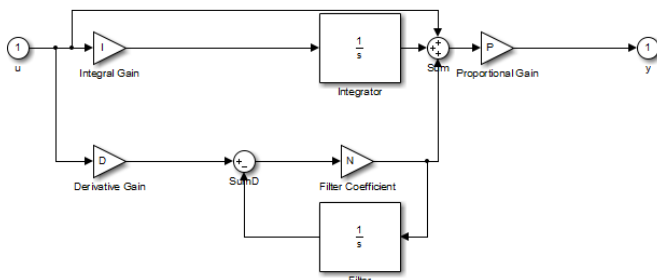 1
u
I
Integral Gain
1
s
Integrator
+
+
+
Sum
P
Proportional Gain
1
y
D
Derivative Gain
+
−
SumD
N
Filter Coefficient
1
s
Filter